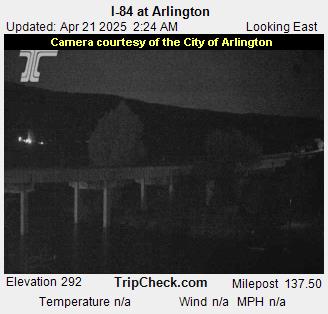 I-84 at Arlington
Updated: Apr 21 2025 2:24 AM Looking East
Camera courtesy of the City of Arlington
Elevation 292 TripCheck.com Milepost 137.50
Temperature n/a Wind n/a MPH n/a